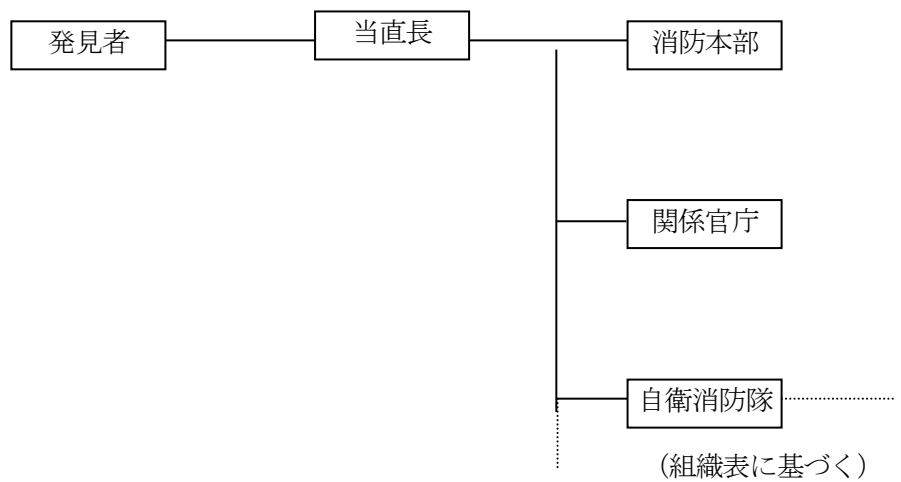 発見者
当直長
消防本部
関係官庁
自衛消防隊
(組織表に基づく)